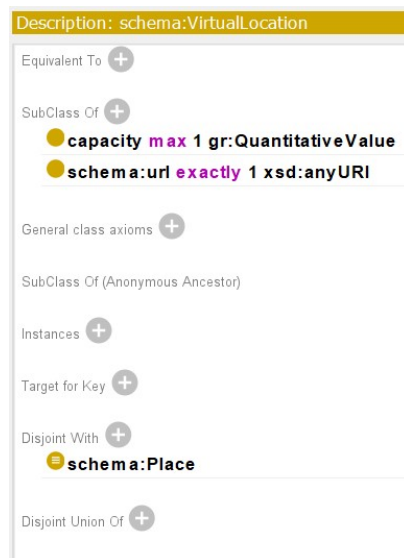 Description: schema:VirtualLocation
Equivalent To
SubClass Of
capacity max 1 gr:QuantitativeValue
schema:url exactly 1 xsd:anyURI
General class axioms
SubClass Of (Anonymous Ancestor)
Instances
Target for Key
Disjoint With
schema:Place
Disjoint Union Of